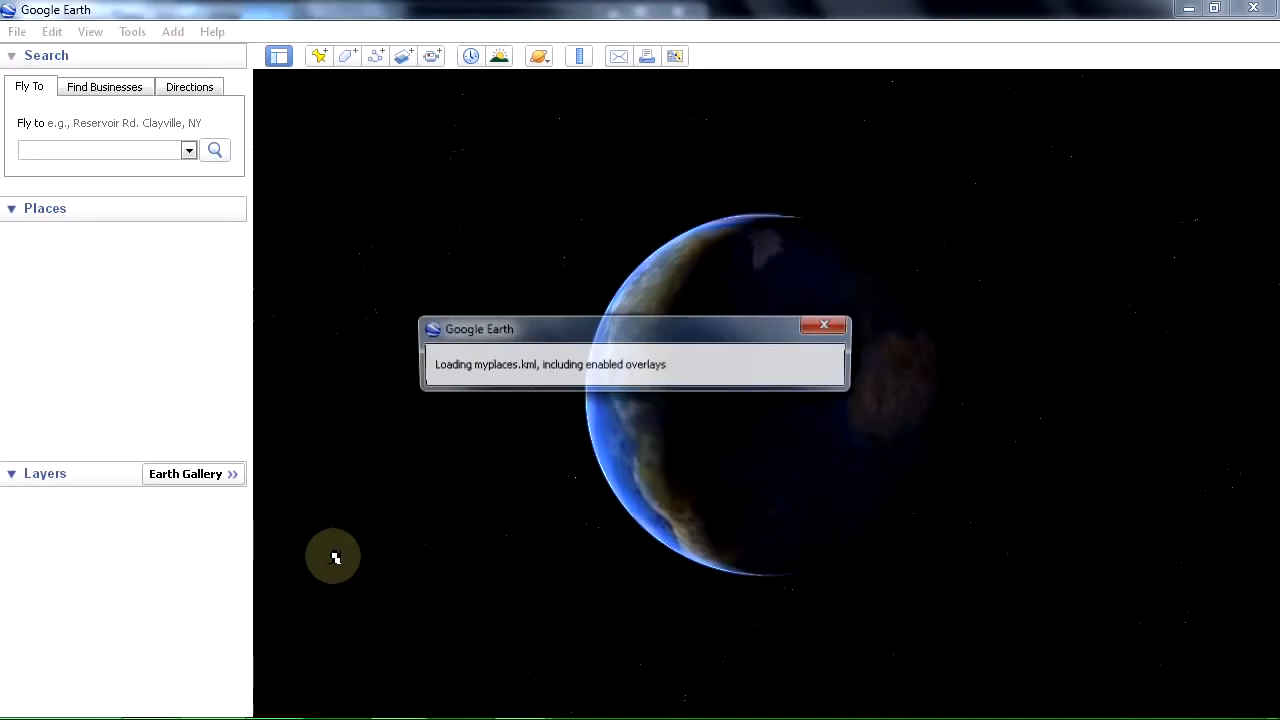 Google Earth
File Edit View Tools Add Help
Search
Fly To Find Businesses Directions
Fly to e.g., Reservoir Rd. Clayville, NY
Places
Google Earth
Loading myplaces.kml, including enabled overlays
Layers Earth Gallery >>